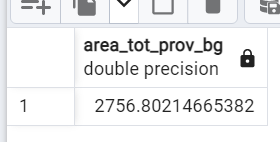 area_tot_prov_bg
double precision
1 2756.80214665382